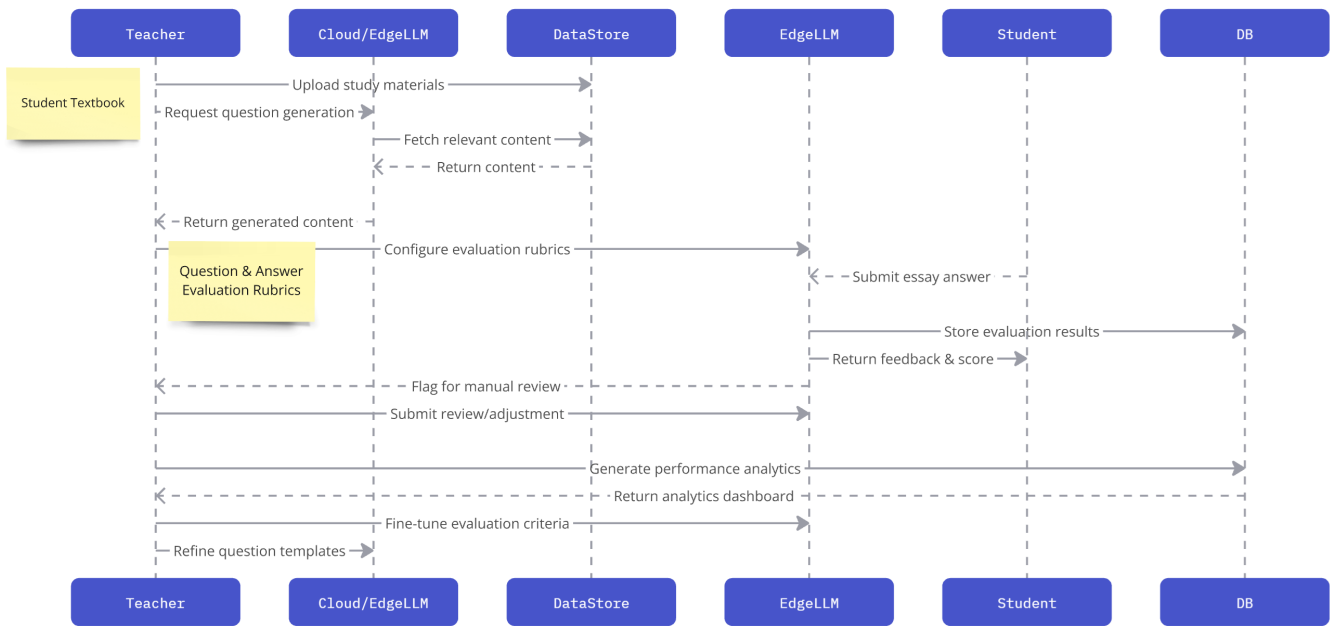 Teacher
Cloud/EdgeLLM
DataStore
EdgeLLM
Student
DB
Student Textbook
Upload study materials
Request question generation
Fetch relevant content
Return content
Return generated content
Configure evaluation rubrics
Question & Answer
Evaluation Rubrics
Submit essay answer
Store evaluation results
Return feedback & score
Flag for manual review
Submit review/adjustment
Generate performance analytics
Return analytics dashboard
Fine-tune evaluation criteria
Refine question templates
Teacher
Cloud/EdgeLLM
DataStore
EdgeLLM
Student
DB